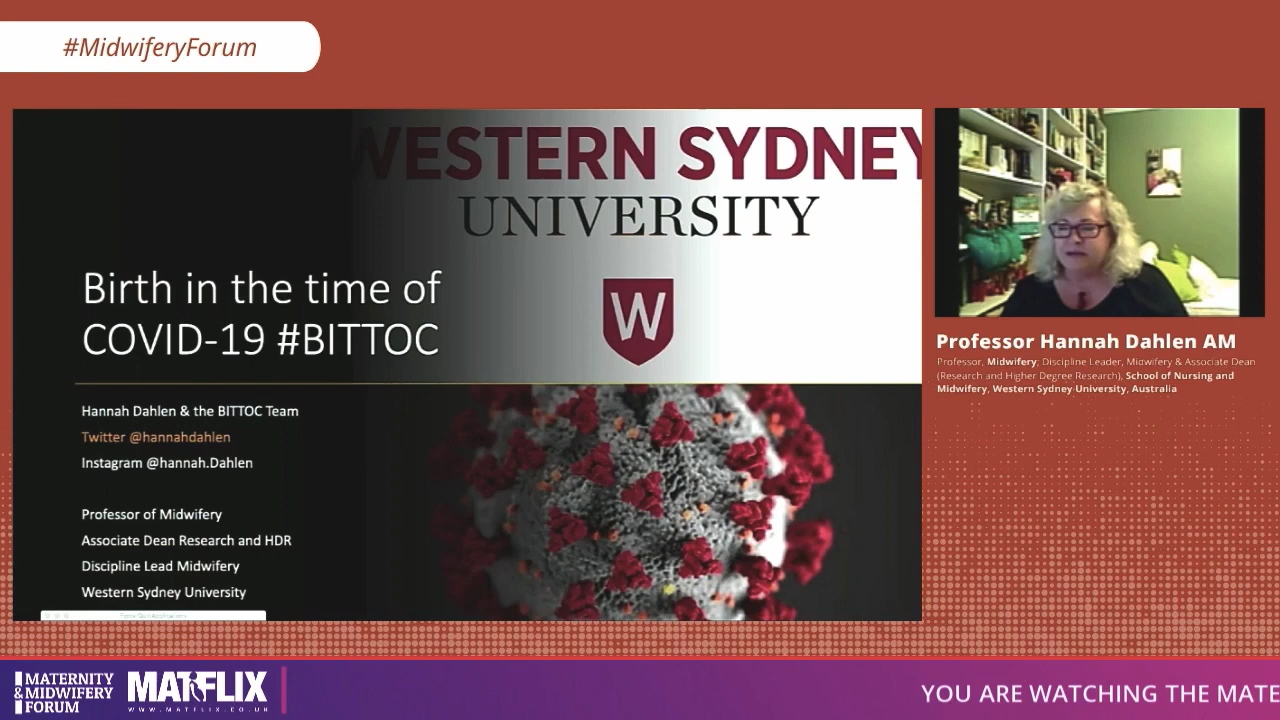 #MidwiferyForum
WESTERN SYDNEY
UNIVERSITY
W
Birth in the time of
COVID-19 #BITTOC
Hannah Dahlen & the BITTOC Team
Twitter @hannahdahlen
Instagram @hannah.Dahlen
Professor of Midwifery
Associate Dean Research and HDR
Discipline Lead Midwifery
Western Sydney University
Professor Hannah Dahlen AM
Professor, Midwifery; Discipline Leader, Midwifery & Associate Dean
(Research and Higher Degree Research), School of Nursing and
Midwifery, Western Sydney University, Australia
MATERNITY
& MIDWIFERY
FORUM
MATFLIX
WWW.MATFLIX.CO.UK
YOU ARE WATCHING THE MATE